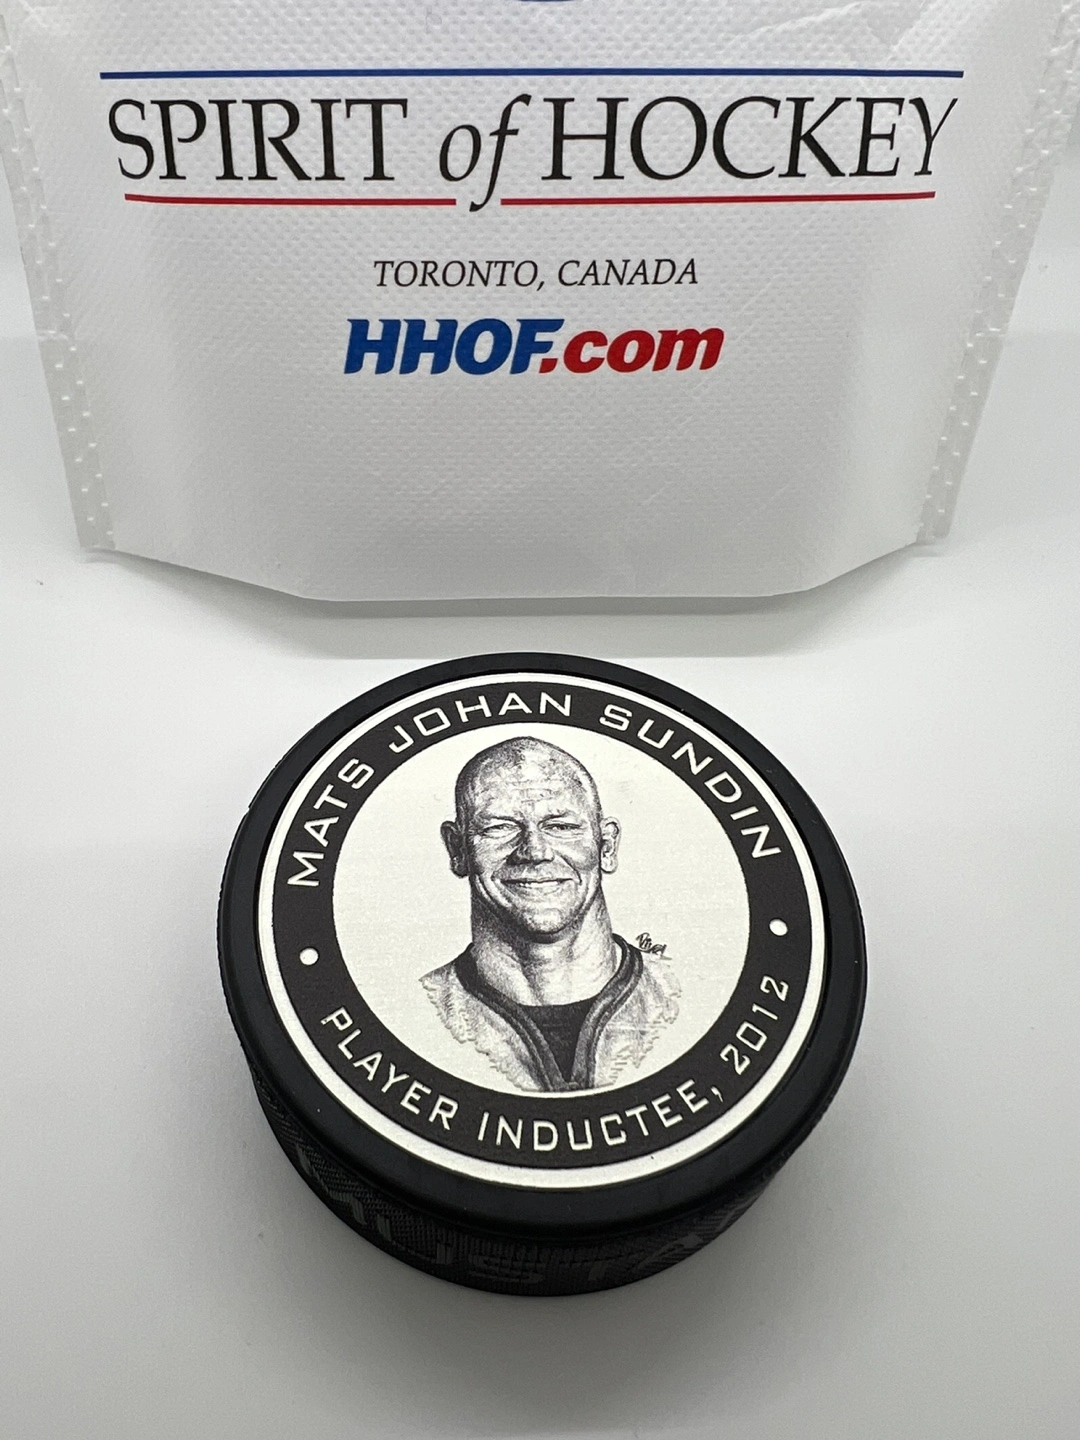 SPIRIT of HOCKEY
TORONTO, CANADA
HHOF.com
MATS JOHAN SUNDIN
PLAYER INDUCTEE, 2012